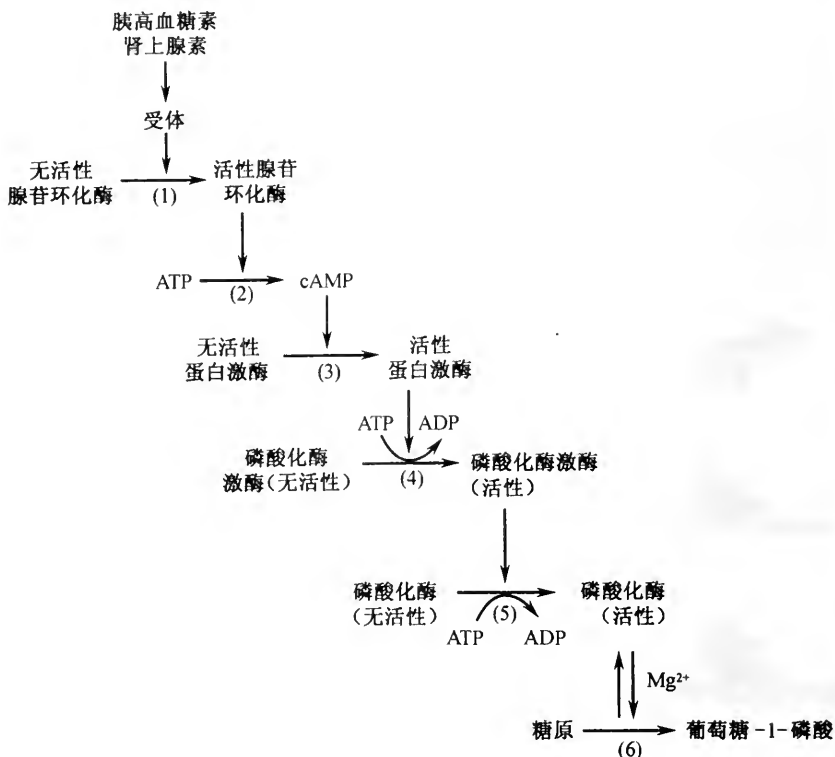 胰高血糖素
肾上腺素
受体
无活性
腺苷环化酶
(1)
活性腺苷
环化酶
ATP
(2)
cAMP
无活性
蛋白激酶
(3)
活性
蛋白激酶
ATP
ADP
磷酸化酶
激酶(无活性)
(4)
磷酸化酶激酶
(活性)
磷酸化酶
(无活性)
(5)
磷酸化酶
(活性)
ATP
ADP
Mg²⁺
糖原
(6)
葡萄糖-1-磷酸